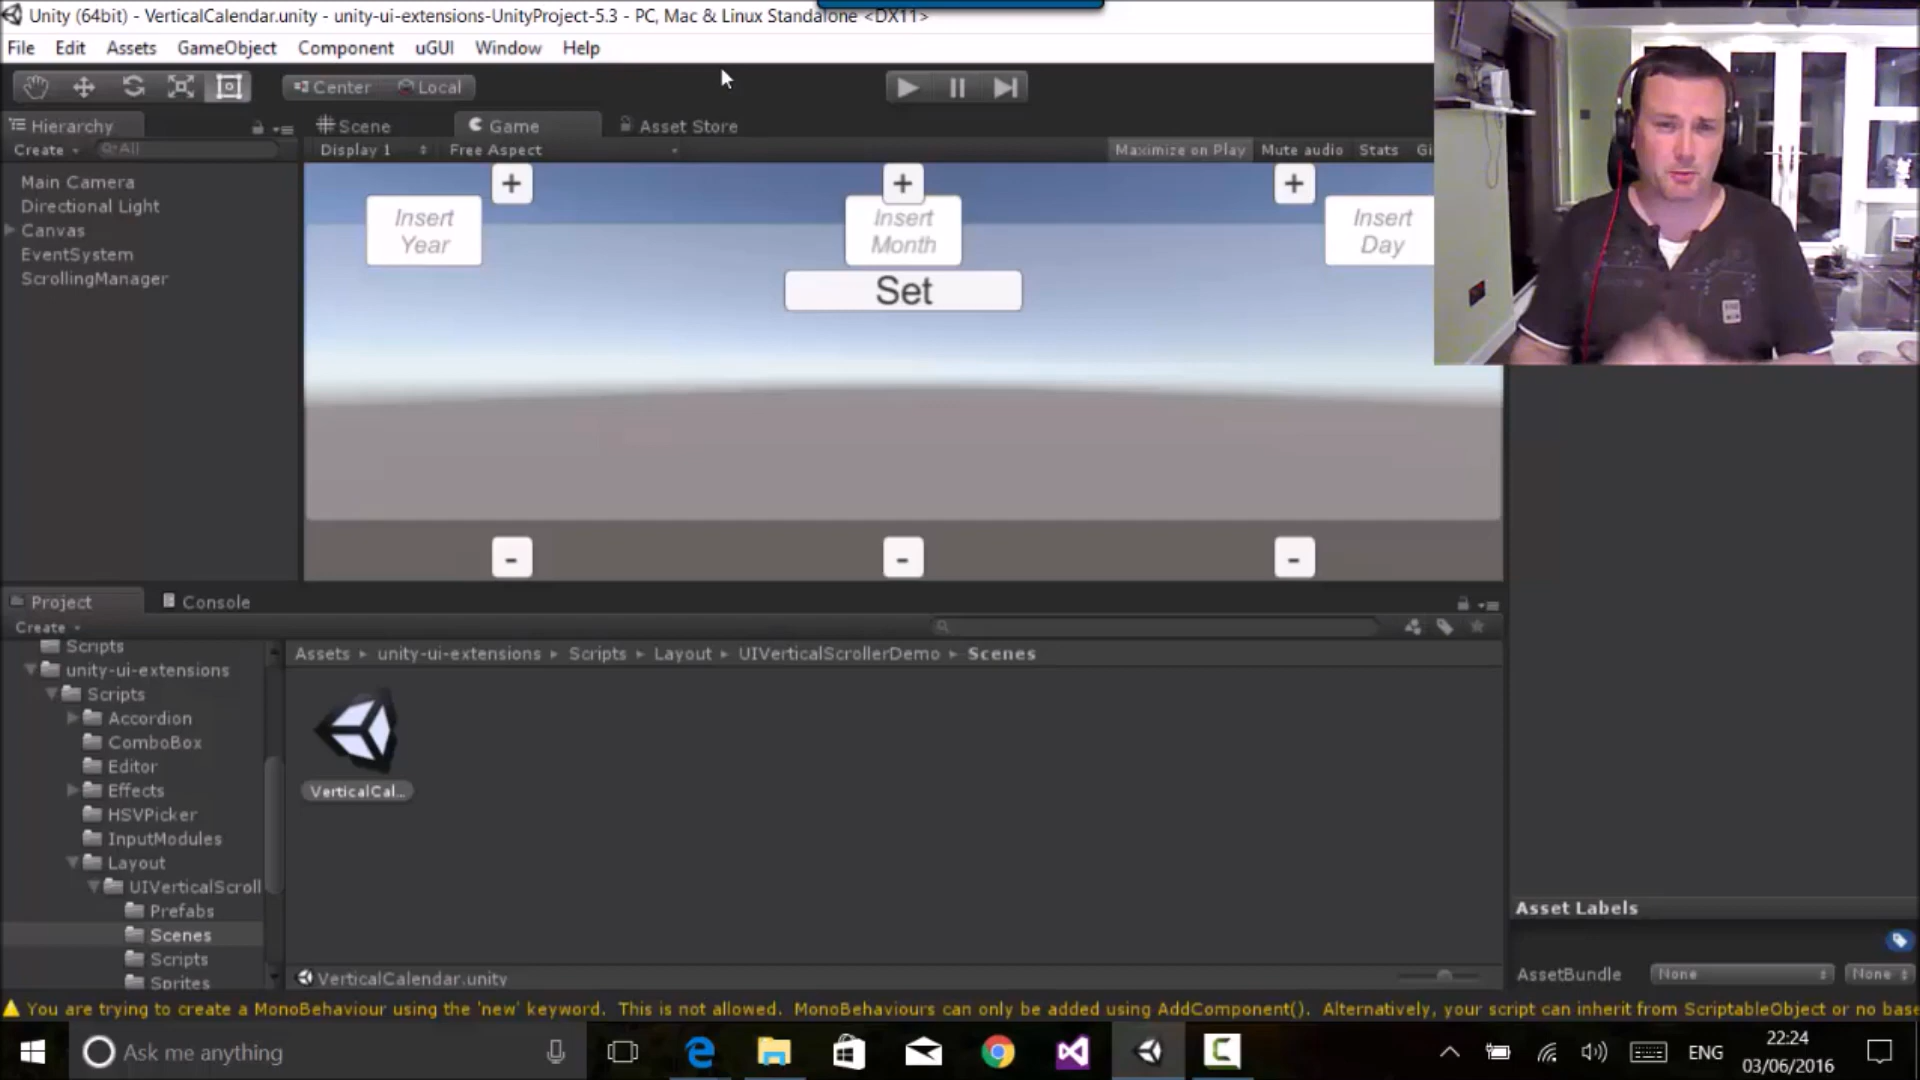 Unity (64bit) - VerticalCalendar.unity - unity-ui-extensions-UnityProject-5.3 - PC, Mac & Linux Standalone <DX11>
File Edit Assets GameObject Component uGUI Window Help
Center Local
Hierarchy Scene Game Asset Store
Create All Display 1 Free Aspect Maximize on Play Mute audio Stats Gi
Main Camera
Directional Light
Canvas
EventSystem
ScrollingManager
+ + +
Insert Year
Insert Month
Insert Day
Set
- - -
Project Console
Create
Assets unity-ui-extensions Scripts Layout UIVerticalScrollerDemo Scenes
Scripts
unity-ui-extensions
Scripts
Accordion
ComboBox
Editor
Effects
HSVPicker
InputModules
Layout
UIVerticalScroll
Prefabs
Scenes
Scripts
Sprites
VerticalCal...
VerticalCalendar.unity
Asset Labels
AssetBundle None None
You are trying to create a MonoBehaviour using the 'new' keyword. This is not allowed. MonoBehaviours can only be added using AddComponent(). Alternatively, your script can inherit from ScriptableObject or no base
Ask me anything
ENG
22:24
03/06/2016